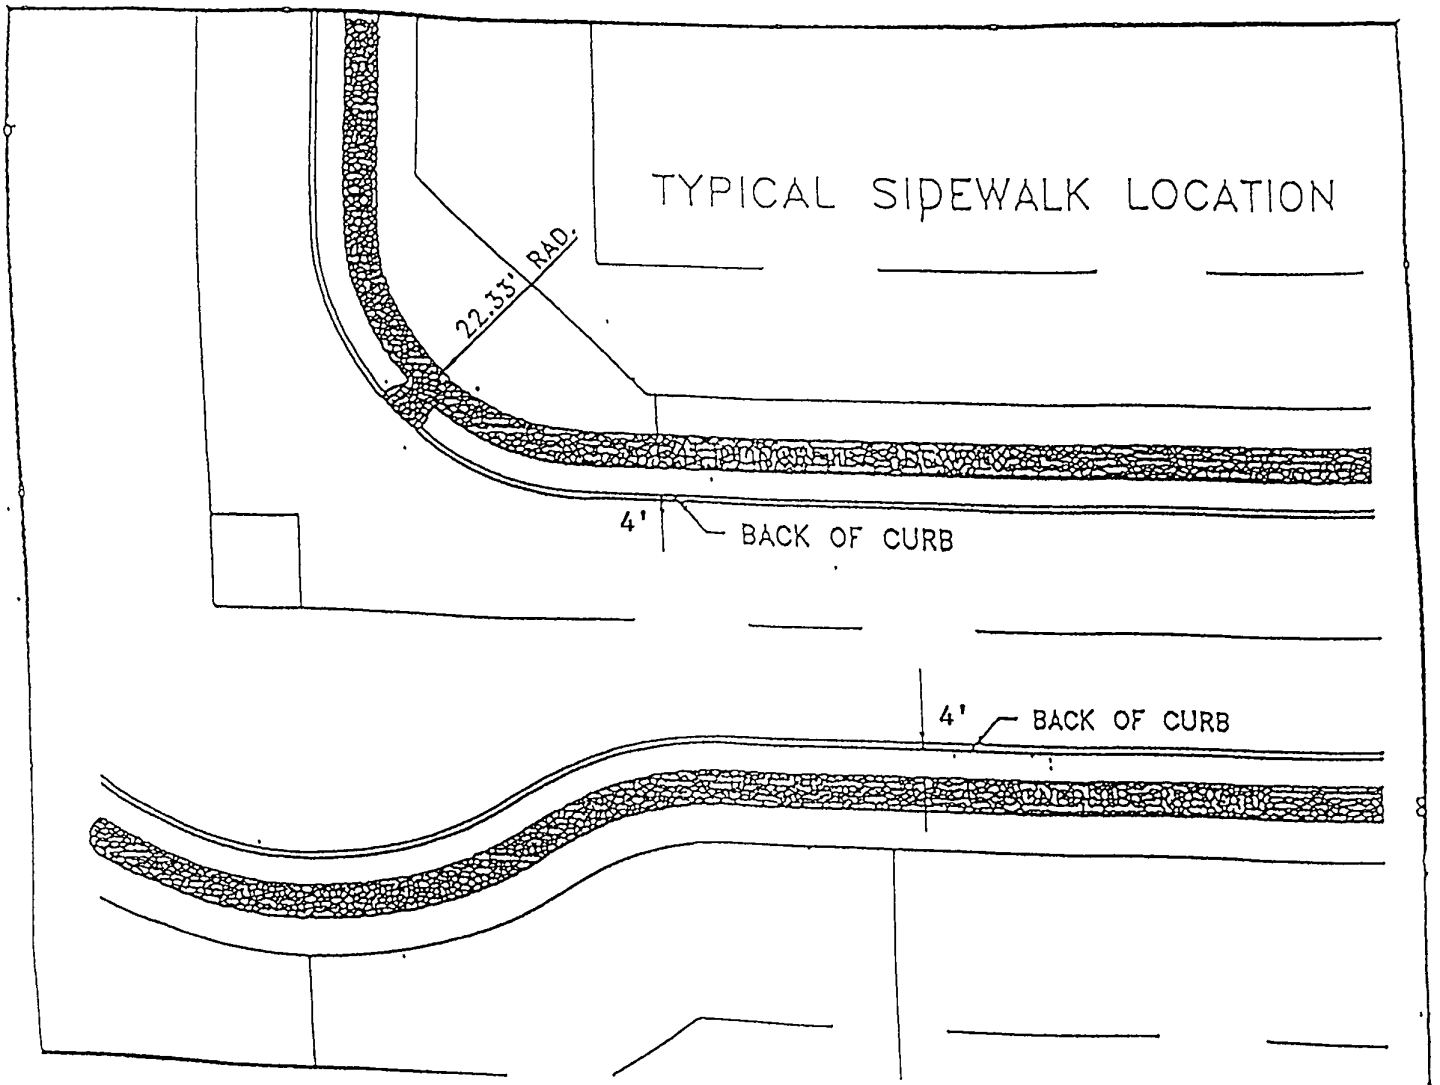 TYPICAL SIDEWALK LOCATION
22.33' RAD.
4'
BACK OF CURB
4'
BACK OF CURB